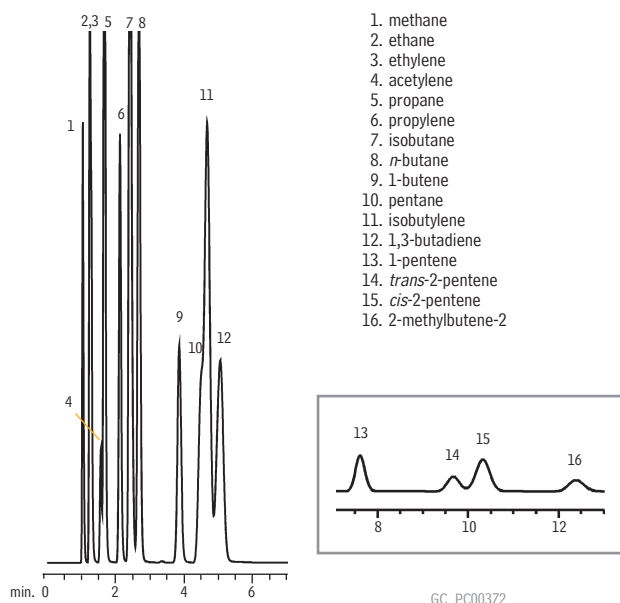 2,3 5 7 8
1
6
11
9
10
12
4
min. 0 2 4 6
1. methane
2. ethane
3. ethylene
4. acetylene
5. propane
6. propylene
7. isobutane
8. n-butane
9. 1-butene
10. pentane
11. isobutylene
12. 1,3-butadiene
13. 1-pentene
14. trans-2-pentene
15. cis-2-pentene
16. 2-methylbutene-2
13
14
15
16
8 10 12
GC_PC00372